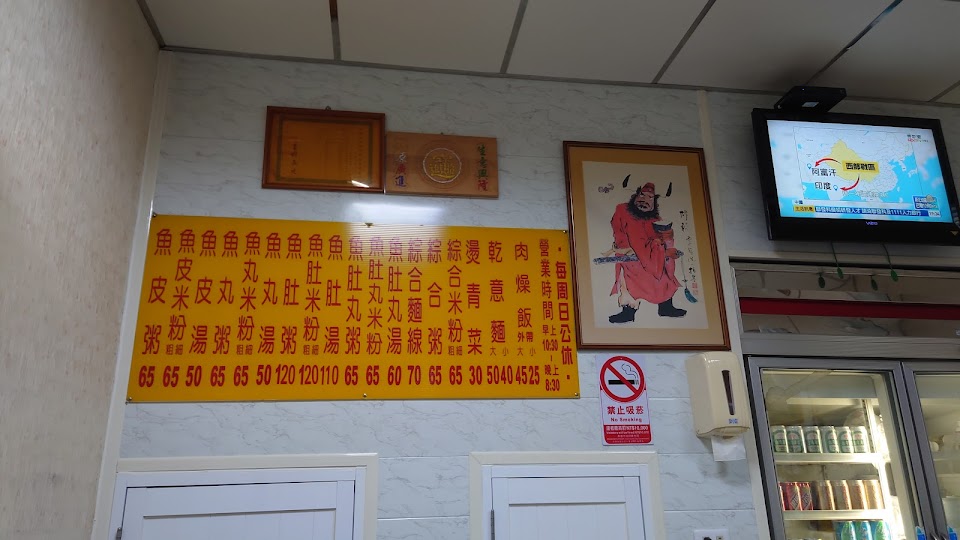 每周日公休
營業時間 早上10:30-晚上8:30
肉燥飯 外帶 大小 45 25
乾意麵 大小 50 40
燙青菜 30
綜合米粉 粗細 65
綜合粥 65
綜合麵線 70
魚肚丸湯 60
魚肚丸米粉 65
魚肚丸粥 65
魚肚湯 110
魚肚米粉 粗細 120
魚肚粥 120
魚丸湯 50
魚丸米粉 粗細 65
魚丸粥 65
魚皮湯 50
魚皮米粉 粗細 65
魚皮粥 65
生意興隆
西部戰區
阿富汗
印度
禁止吸菸
No Smoking